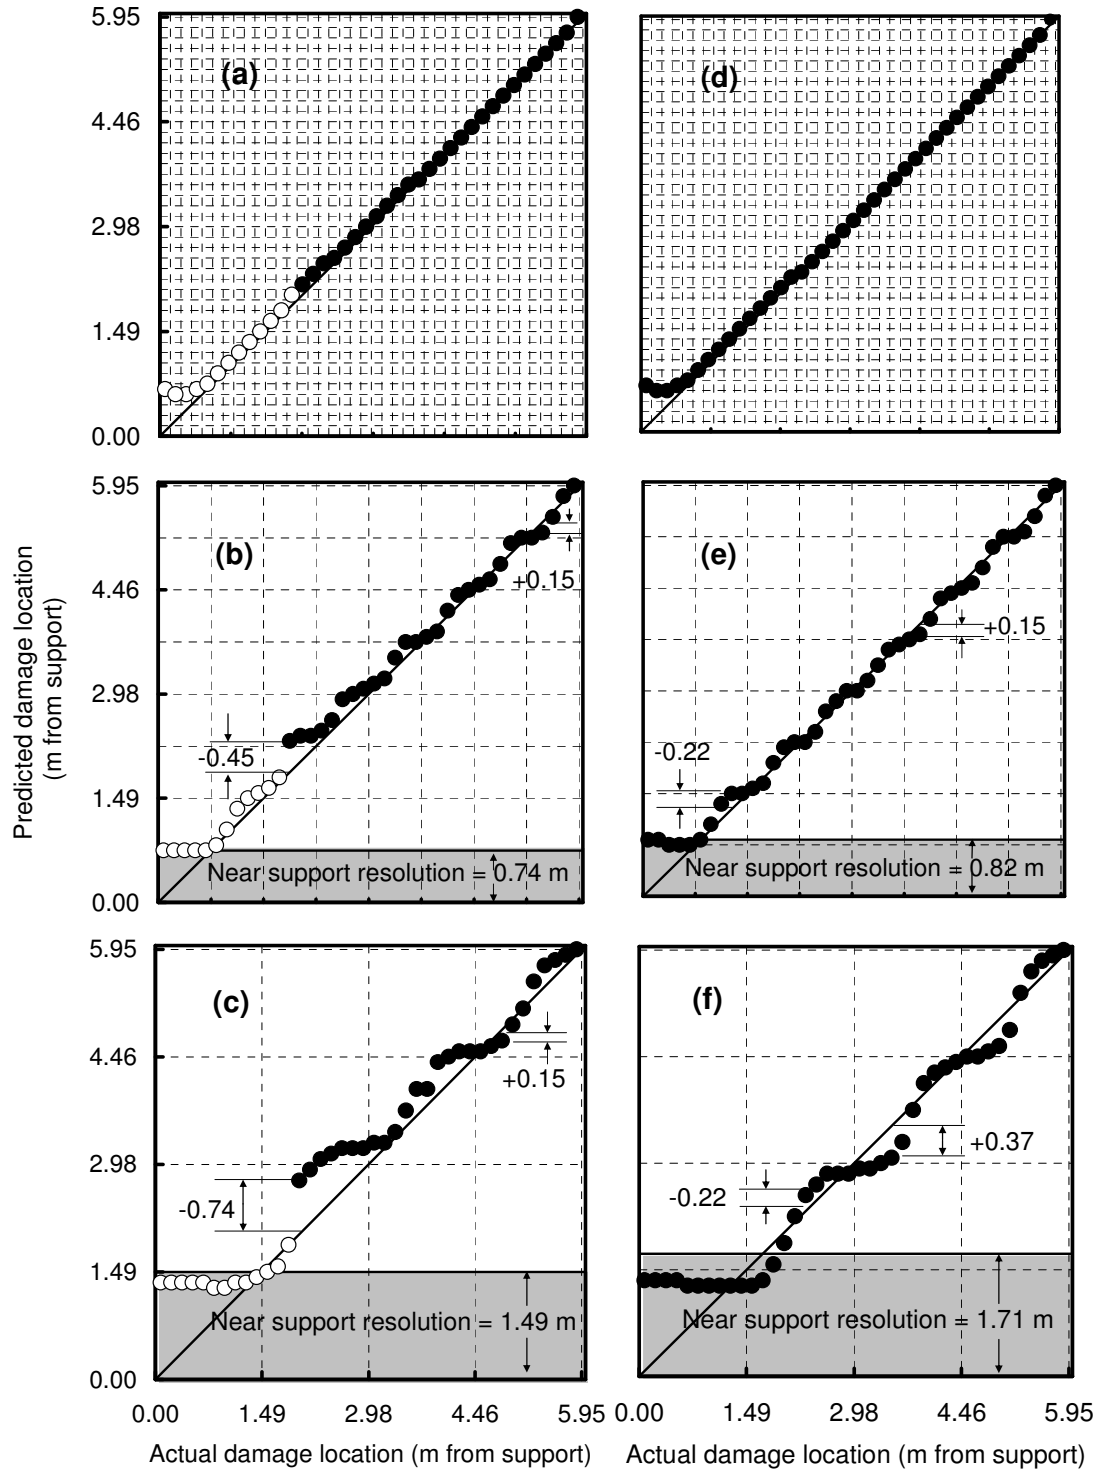 5.95
4.46
2.98
1.49
0.00
(a)
(d)
5.95
4.46
2.98
1.49
0.00
(b)
+0.15
-0.45
Near support resolution = 0.74 m
(e)
+0.15
-0.22
Near support resolution = 0.82 m
Predicted damage location
(m from support)
5.95
4.46
2.98
1.49
0.00
(c)
+0.15
-0.74
Near support resolution = 1.49 m
(f)
+0.37
-0.22
Near support resolution = 1.71 m
0.00 1.49 2.98 4.46 5.95 0.00 1.49 2.98 4.46 5.95
Actual damage location (m from support) Actual damage location (m from support)